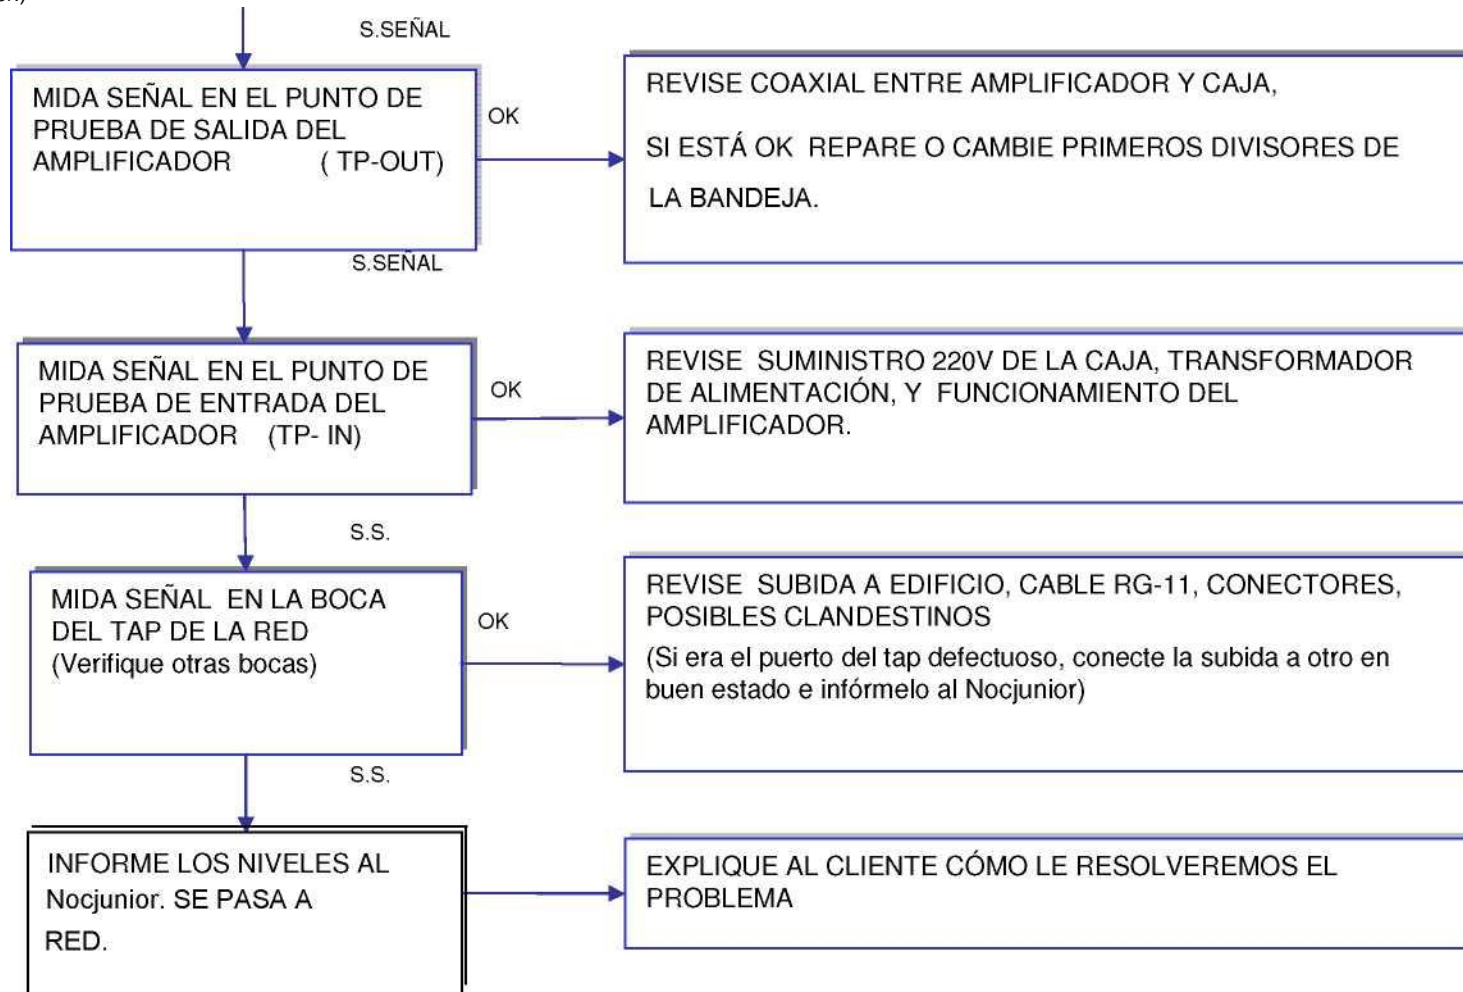 S.SEÑAL
MIDA SEÑAL EN EL PUNTO DE
PRUEBA DE SALIDA DEL
AMPLIFICADOR ( TP-OUT)
OK
REVISE COAXIAL ENTRE AMPLIFICADOR Y CAJA,
SI ESTÁ OK REPARE O CAMBIE PRIMEROS DIVISORES DE
LA BANDEJA.
S.SEÑAL
MIDA SEÑAL EN EL PUNTO DE
PRUEBA DE ENTRADA DEL
AMPLIFICADOR (TP- IN)
OK
REVISE SUMINISTRO 220V DE LA CAJA, TRANSFORMADOR
DE ALIMENTACIÓN, Y FUNCIONAMIENTO DEL
AMPLIFICADOR.
S.S.
MIDA SEÑAL EN LA BOCA
DEL TAP DE LA RED
(Verifique otras bocas)
OK
REVISE SUBIDA A EDIFICIO, CABLE RG-11, CONECTORES,
POSIBLES CLANDESTINOS
(Si era el puerto del tap defectuoso, conecte la subida a otro en
buen estado e infórmelo al Nocjunior)
S.S.
INFORME LOS NIVELES AL
Nocjunior. SE PASA A
RED.
EXPLIQUE AL CLIENTE CÓMO LE RESOLVEREMOS EL
PROBLEMA